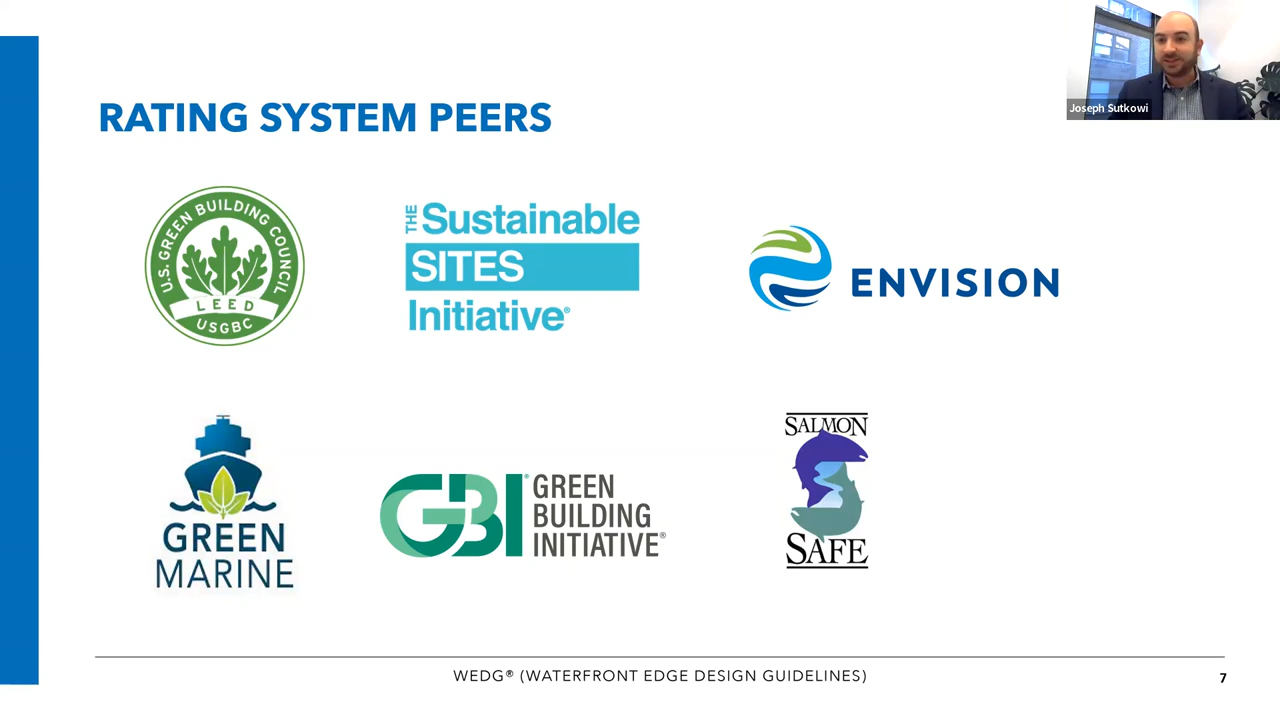 Joseph Sutkowi
RATING SYSTEM PEERS
U.S. GREEN BUILDING COUNCIL
LEED
USGBC
THE Sustainable
SITES
Initiative®
ENVISION
GREEN
MARINE
GBI®
GREEN
BUILDING
INITIATIVE®
SALMON
SAFE
WEDG® (WATERFRONT EDGE DESIGN GUIDELINES)
7